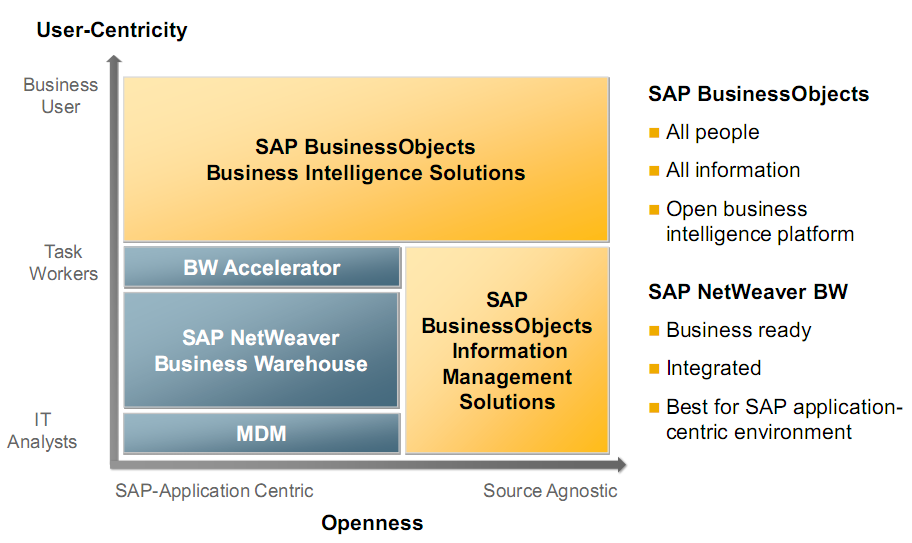 User-Centricity
Business
User
SAP BusinessObjects
Business Intelligence Solutions
Task
Workers
BW Accelerator
SAP NetWeaver
Business Warehouse
SAP
BusinessObjects
Information
Management
Solutions
IT
Analysts
MDM
SAP-Application Centric
Source Agnostic
Openness
SAP BusinessObjects
All people
All information
Open business
intelligence platform
SAP NetWeaver BW
Business ready
Integrated
Best for SAP application-
centric environment